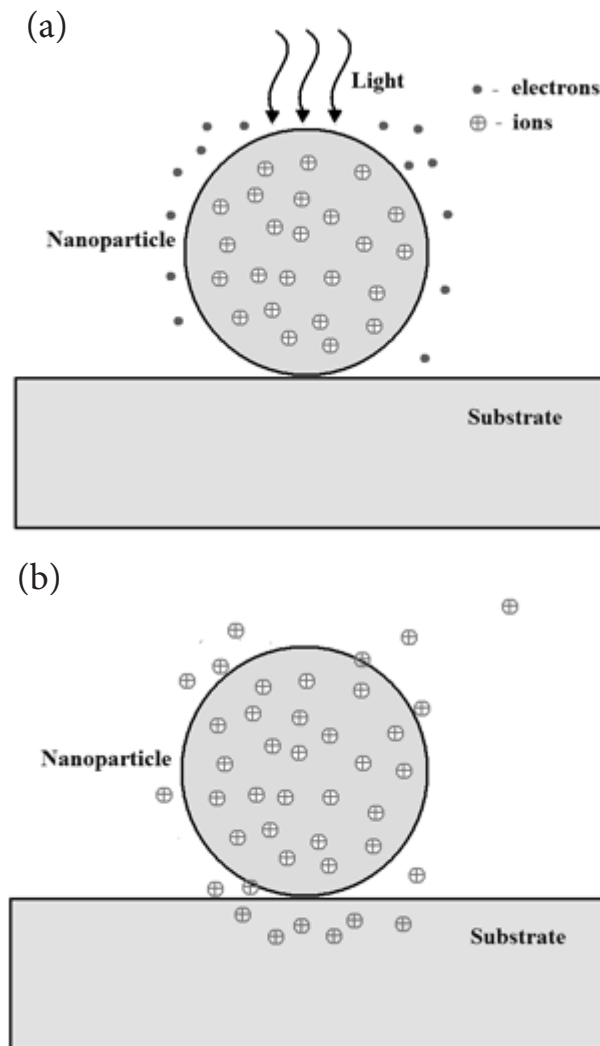 (a)
Light
- electrons
- ions
Nanoparticle
Substrate
(b)
Nanoparticle
Substrate